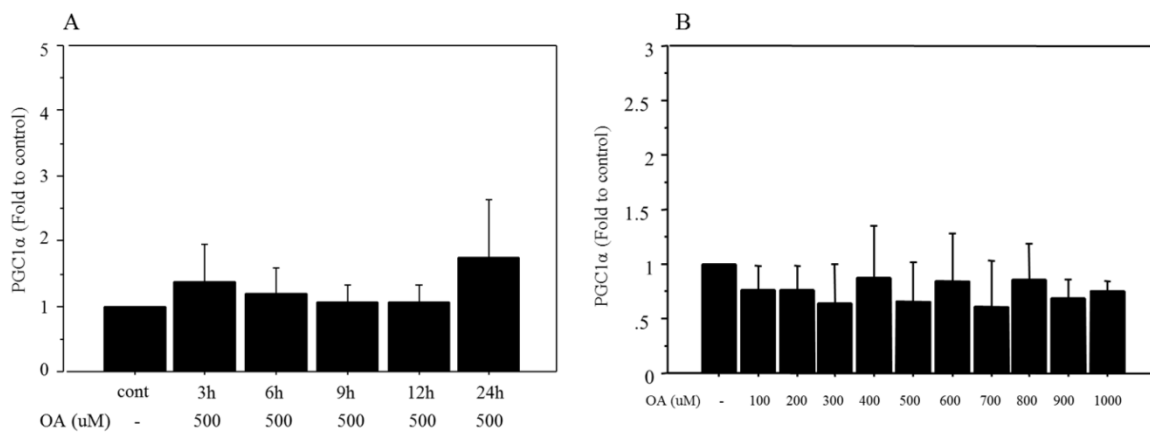 A
PGC1α (Fold to control)
5
4
3
2
1
0
cont 3h 6h 9h 12h 24h
OA (uM) - 500 500 500 500 500
B
PGC1α (Fold to control)
3
2.5
2
1.5
1
.5
0
OA (uM) - 100 200 300 400 500 600 700 800 900 1000